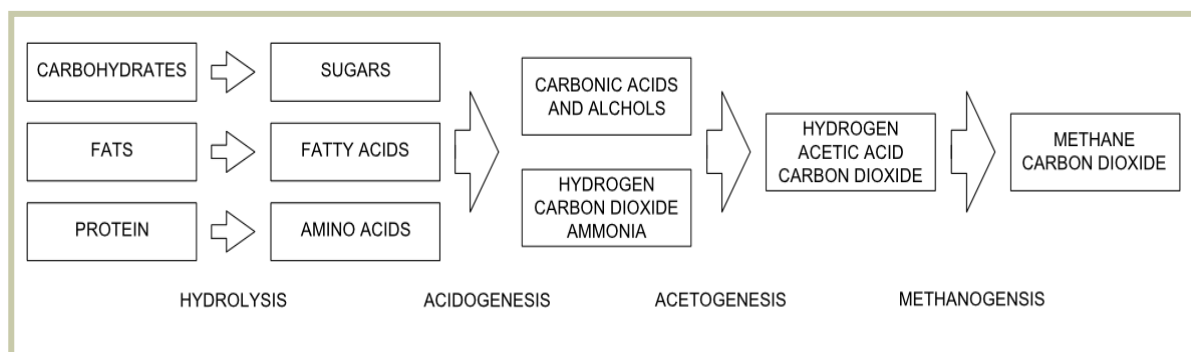 CARBOHYDRATES
SUGARS
FATS
FATTY ACIDS
PROTEIN
AMINO ACIDS
CARBONIC ACIDS
AND ALCHOLS
HYDROGEN
CARBON DIOXIDE
AMMONIA
HYDROGEN
ACETIC ACID
CARBON DIOXIDE
METHANE
CARBON DIOXIDE
HYDROLYSIS
ACIDOGENESIS
ACETOGENESIS
METHANOGENSIS